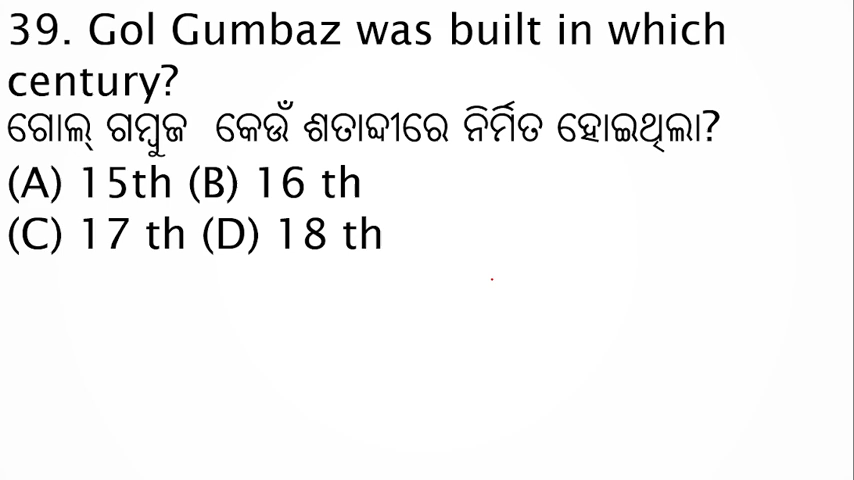 39. Gol Gumbaz was built in which
century?
ଗୋଲ୍ ଗମ୍ବୁଜ କେଉଁ ଶତାବ୍ଦୀରେ ନିର୍ମିତ ହୋଇଥିଲା?
(A) 15th (B) 16 th
(C) 17 th (D) 18 th